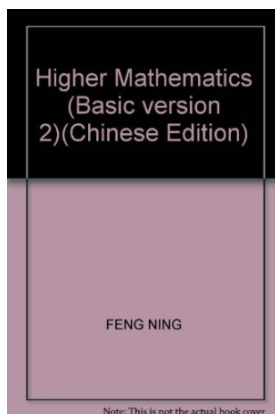 Higher Mathematics
(Basic version
2)(Chinese Edition)
FENG NING
Note: This is not the actual book cover